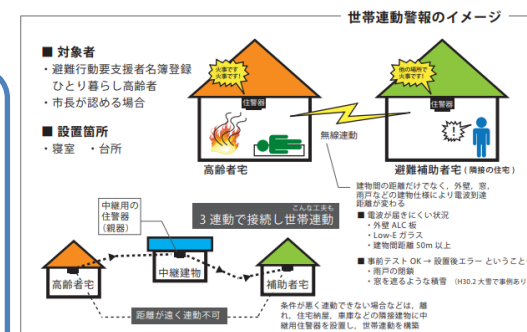 世帯連動警報のイメージ
■ 対象者
・避難行動要支援者名簿登録
ひとり暮らし高齢者
・市長が認める場合
■ 設置箇所
・寝室 ・台所
火事です
火事です!
住警器
高齢者宅
無線連動
他の場所で
火事です!
住警器
避難補助者宅(隣接の住宅)
建物間の距離だけでなく、外壁、窓、
雨戸などの建物仕様により電波到達
距離が変わる
■ 電波が届きにくい状況
・外壁 ALC 板
・Low-E ガラス
・建物間距離 50m 以上
■ 事前テスト OK → 設置後エラー ということ
・雨戸の閉鎖
・窓を遮るような積雪 (H30.2 大雪で事例あり
中継用の
住警器
(親器)
こんな工夫も
3 連動で接続し世帯連動
高齢者宅
中継建物
補助者宅
距離が遠く連動不可
条件が悪く連動できない場合などは、離
れ、住宅納屋、車庫などの隣接建物に中
継用住警器を設置し、世帯連動を構築